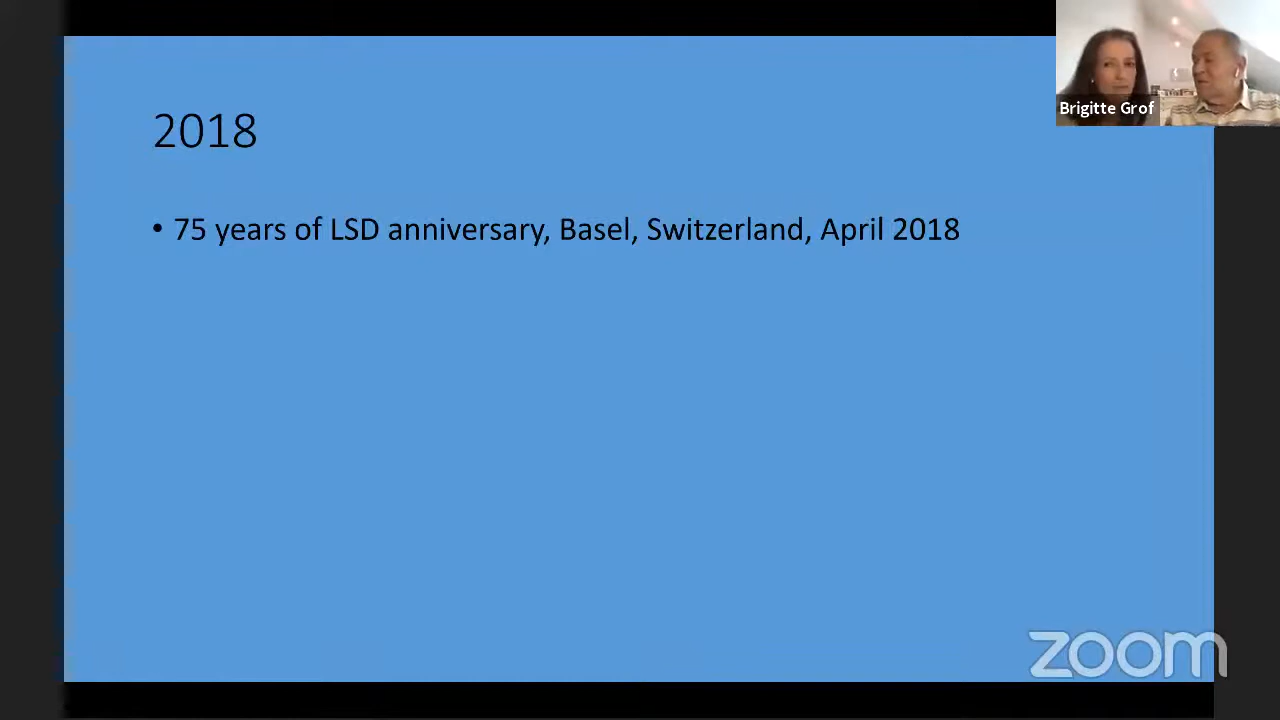 Brigitte Grof
2018
• 75 years of LSD anniversary, Basel, Switzerland, April 2018
zoom